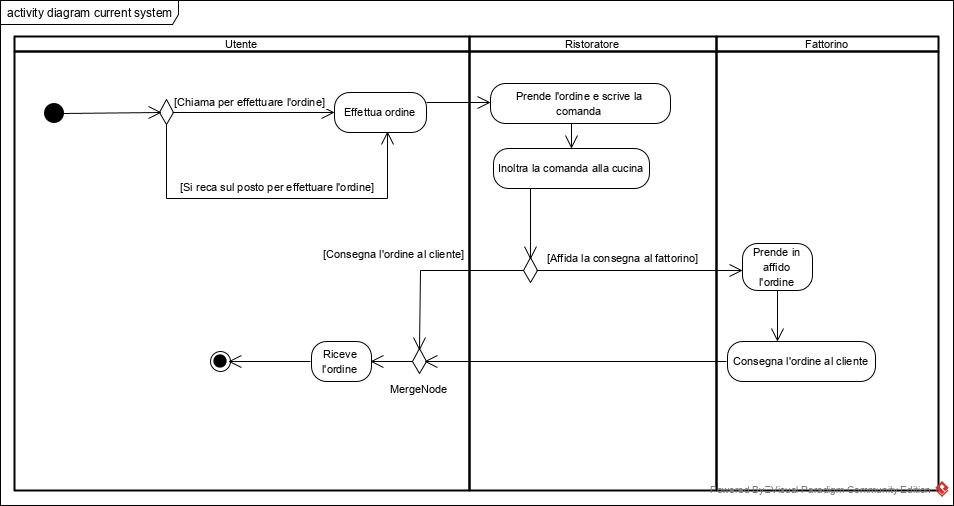 activity diagram current system
Utente
Ristoratore
Fattorino
[Chiama per effettuare l'ordine]
Effettua ordine
Prende l'ordine e scrive la
comanda
[Si reca sul posto per effettuare l'ordine]
Inoltra la comanda alla cucina
[Consegna l'ordine al cliente]
[Affida la consegna al fattorino]
Prende in
affido
l'ordine
Riceve
l'ordine
MergeNode
Consegna l'ordine al cliente
Powered By Visual Paradigm Community Edition